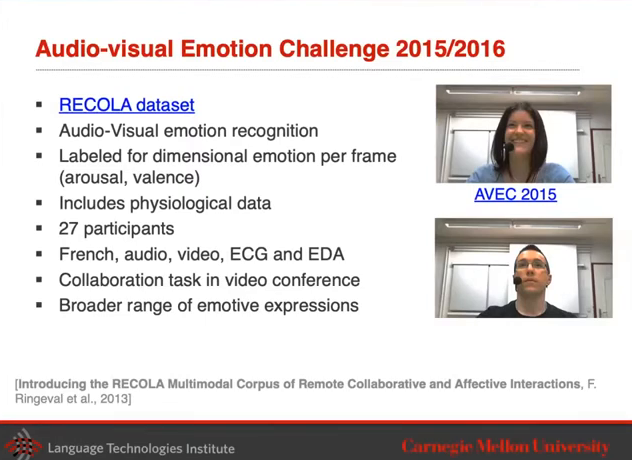 Audio-visual Emotion Challenge 2015/2016
RECOLA dataset
Audio-Visual emotion recognition
Labeled for dimensional emotion per frame
(arousal, valence)
Includes physiological data
27 participants
French, audio, video, ECG and EDA
Collaboration task in video conference
Broader range of emotive expressions
AVEC 2015
[Introducing the RECOLA Multimodal Corpus of Remote Collaborative and Affective Interactions, F.
Ringeval et al., 2013]
Language Technologies Institute
Carnegie Mellon University